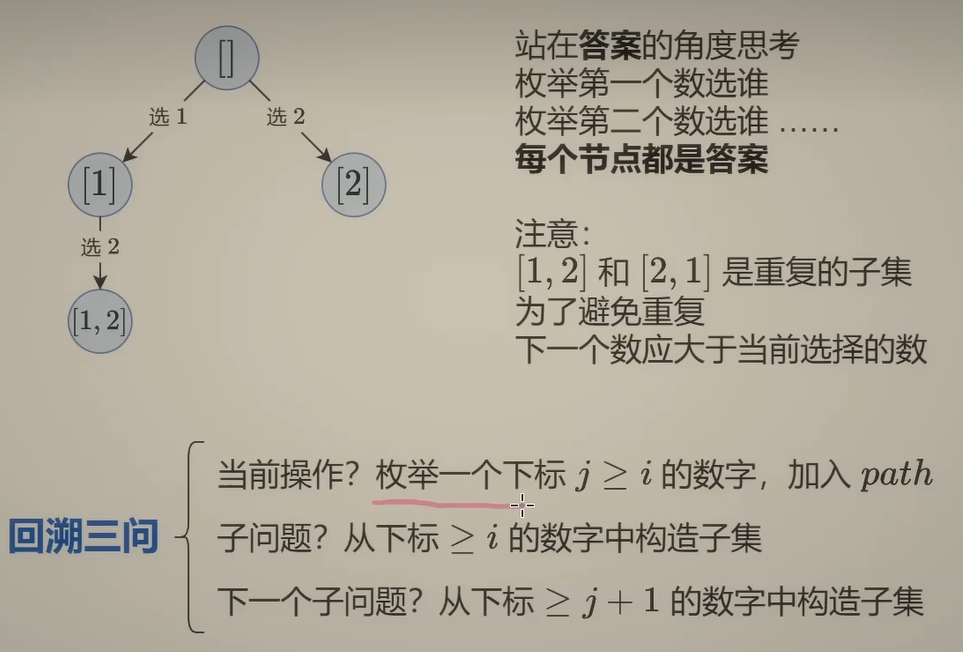 []
选 1
选 2
[1]
[2]
选 2
[1, 2]
站在答案的角度思考
枚举第一个数选谁
枚举第二个数选谁 ……
每个节点都是答案
注意：
[1, 2] 和 [2, 1] 是重复的子集
为了避免重复
下一个数应大于当前选择的数
回溯三问
当前操作？枚举一个下标 j ≥ i 的数字，加入 path
子问题？从下标 ≥ i 的数字中构造子集
下一个子问题？从下标 ≥ j + 1 的数字中构造子集